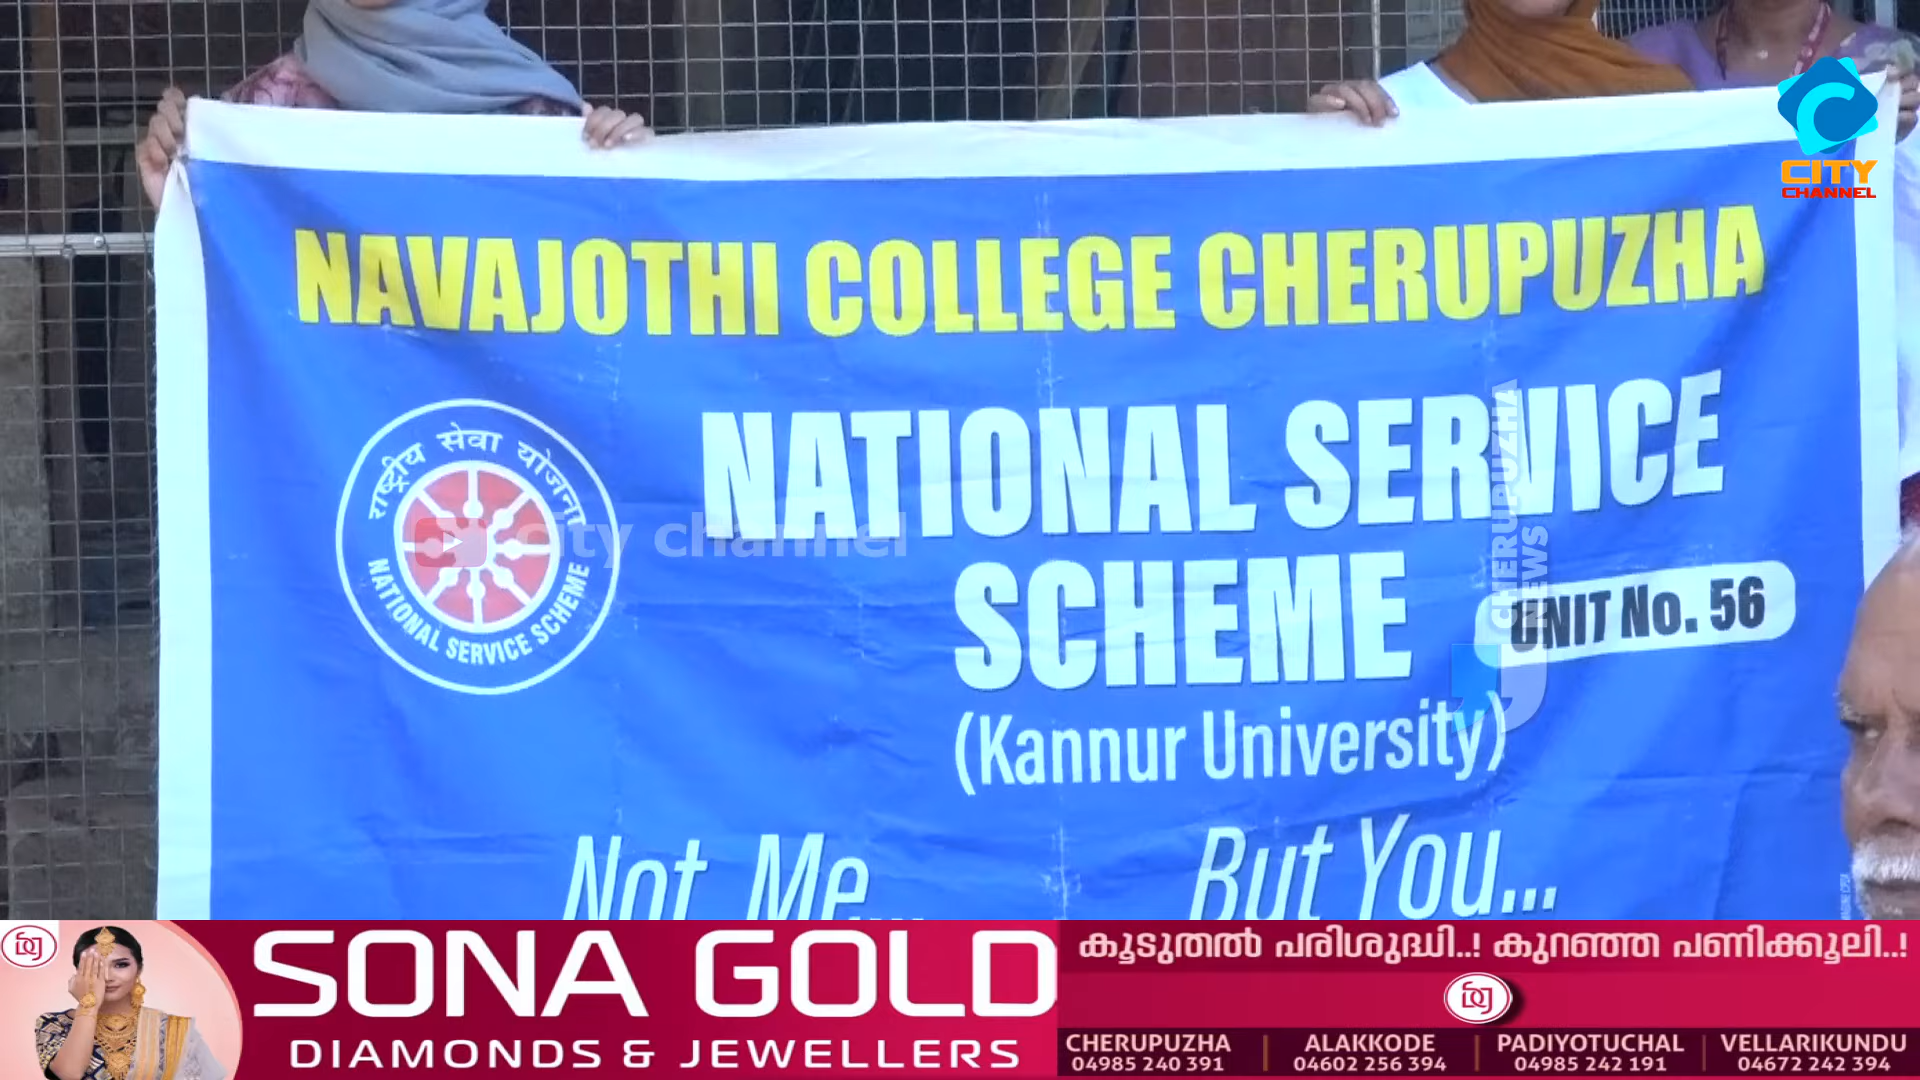 CITY
CHANNEL
NAVAJOTHI COLLEGE CHERUPUZHA
राष्ट्रीय सेवा योजना
NATIONAL SERVICE SCHEME
NATIONAL SERVICE
SCHEME
UNIT No. 56
(Kannur University)
Not Me... But You...
city channel
CHERUPUZHA
NEWS
SONA GOLD
DIAMONDS & JEWELLERS
കൂടുതൽ പരിശുദ്ധി..! കുറഞ്ഞ പണിക്കൂലി..!
CHERUPUZHA
04985 240 391
ALAKKODE
04602 256 394
PADIYOTUCHAL
04985 242 191
VELLARIKUNDU
04672 242 394